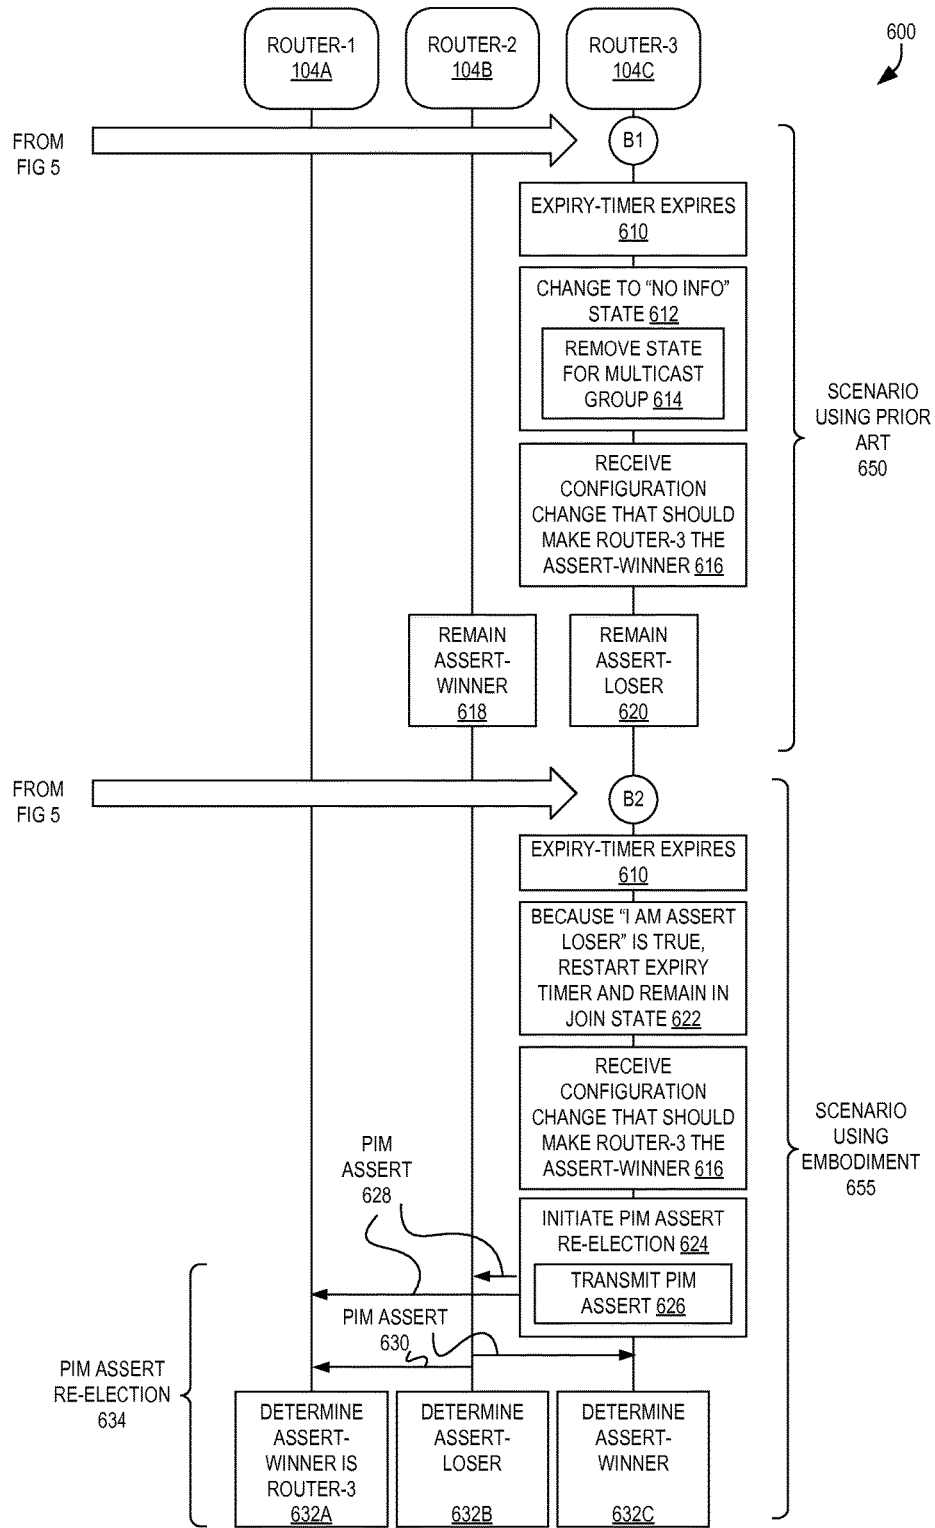 600
ROUTER-1
104A
ROUTER-2
104B
ROUTER-3
104C
FROM
FIG 5
B1
EXPIRY-TIMER EXPIRES
610
CHANGE TO “NO INFO”
STATE 612
REMOVE STATE
FOR MULTICAST
GROUP 614
RECEIVE
CONFIGURATION
CHANGE THAT SHOULD
MAKE ROUTER-3 THE
ASSERT-WINNER 616
REMAIN
ASSERT-
WINNER
618
REMAIN
ASSERT-
LOSER
620
SCENARIO
USING PRIOR
ART
650
FROM
FIG 5
B2
EXPIRY-TIMER EXPIRES
610
BECAUSE “I AM ASSERT
LOSER” IS TRUE,
RESTART EXPIRY
TIMER AND REMAIN IN
JOIN STATE 622
RECEIVE
CONFIGURATION
CHANGE THAT SHOULD
MAKE ROUTER-3 THE
ASSERT-WINNER 616
SCENARIO
USING
EMBODIMENT
655
PIM
ASSERT
628
INITIATE PIM ASSERT
RE-ELECTION 624
TRANSMIT PIM
ASSERT 626
PIM ASSERT
630
PIM ASSERT
RE-ELECTION
634
DETERMINE
ASSERT-
WINNER IS
ROUTER-3
632A
DETERMINE
ASSERT-
LOSER
632B
DETERMINE
ASSERT-
WINNER
632C